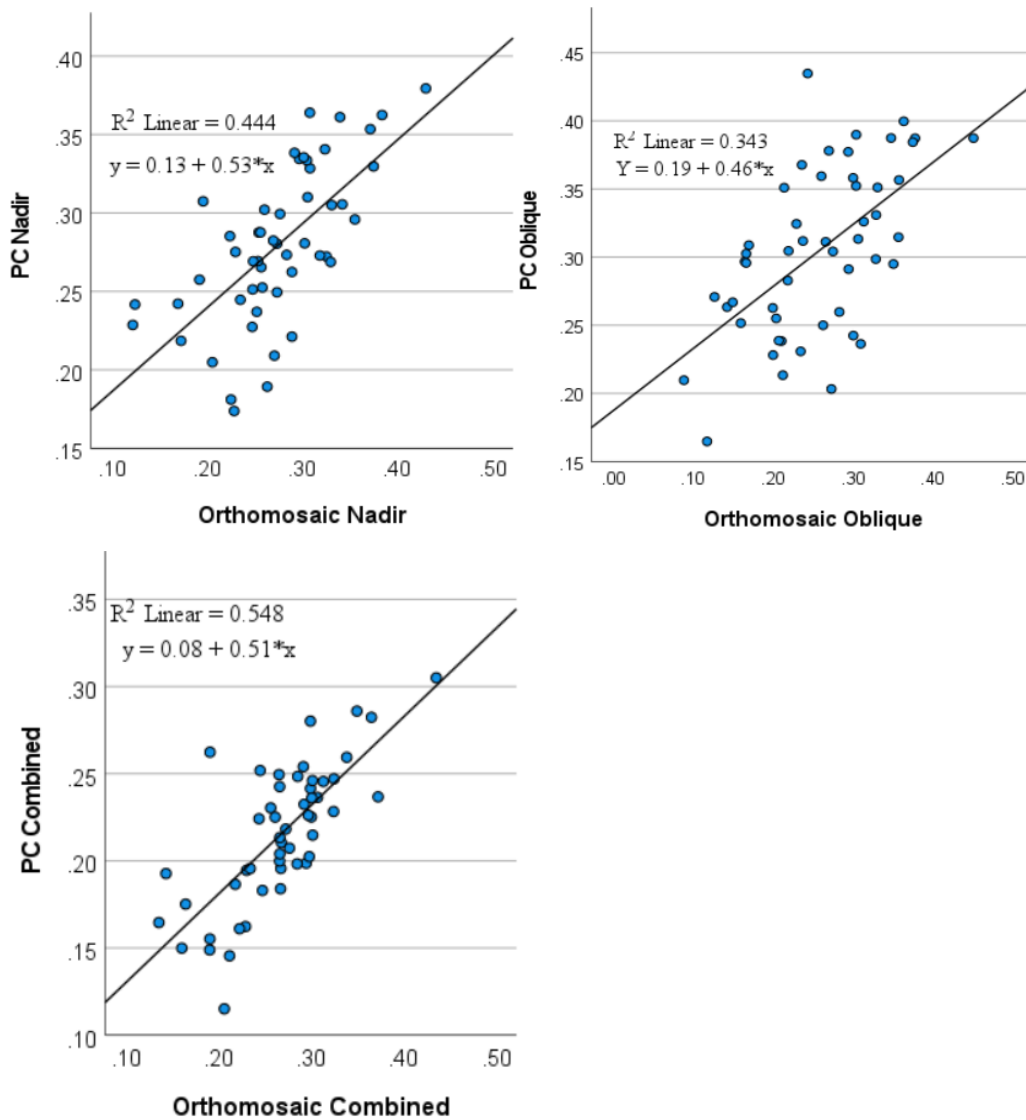 .40
R² Linear = 0.444
.35
y = 0.13 + 0.53*x
.30
.25
.20
.15
.10 .20 .30 .40 .50
PC Nadir
Orthomosaic Nadir
.45
.40
R² Linear = 0.343
Y = 0.19 + 0.46*x
.35
.30
.25
.20
.15
.00 .10 .20 .30 .40 .50
PC Oblique
Orthomosaic Oblique
.35
R² Linear = 0.548
y = 0.08 + 0.51*x
.30
.25
.20
.15
.10
.10 .20 .30 .40 .50
PC Combined
Orthomosaic Combined